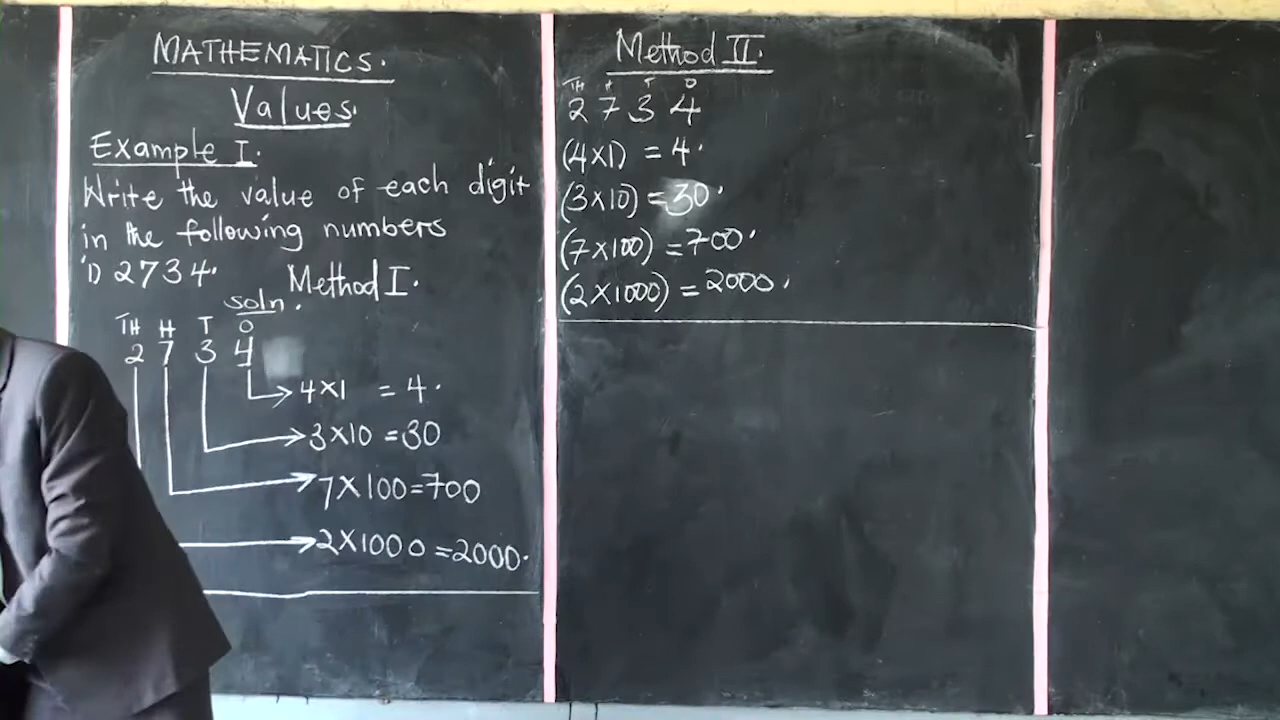 MATHEMATICS.
Values.
Example I.
Write the value of each digit
in the following numbers
1) 2734.
Method I.
soln.
TH H T O
2 7 3 4
4×1 = 4.
3×10 = 30
7×100 = 700
2×1000 = 2000.
Method II.
TH H T O
2 7 3 4
(4×1) = 4.
(3×10) = 30.
(7×100) = 700.
(2×1000) = 2000.